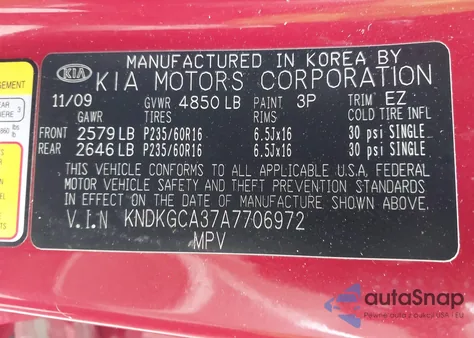 MANUFACTURED IN KOREA BY
KIA KIA MOTORS CORPORATION
11/09 GVWR 4850 LB PAINT 3P TRIM EZ
GAWR TIRES RIMS COLD TIRE INFL
FRONT 2579 LB P235/60R16 6.5Jx16 30 psi SINGLE
REAR 2646 LB P235/60R16 6.5Jx16 30 psi SINGLE
THIS VEHICLE CONFORMS TO ALL APPLICABLE U.S.A, FEDERAL
MOTOR VEHICLE SAFETY AND THEFT PREVENTION STANDARDS
IN EFFECT ON THE DATE OF MANUFACTURE SHOWN ABOVE.
V.I.N KNDKGCA37A7706972
MPV
autoSnap